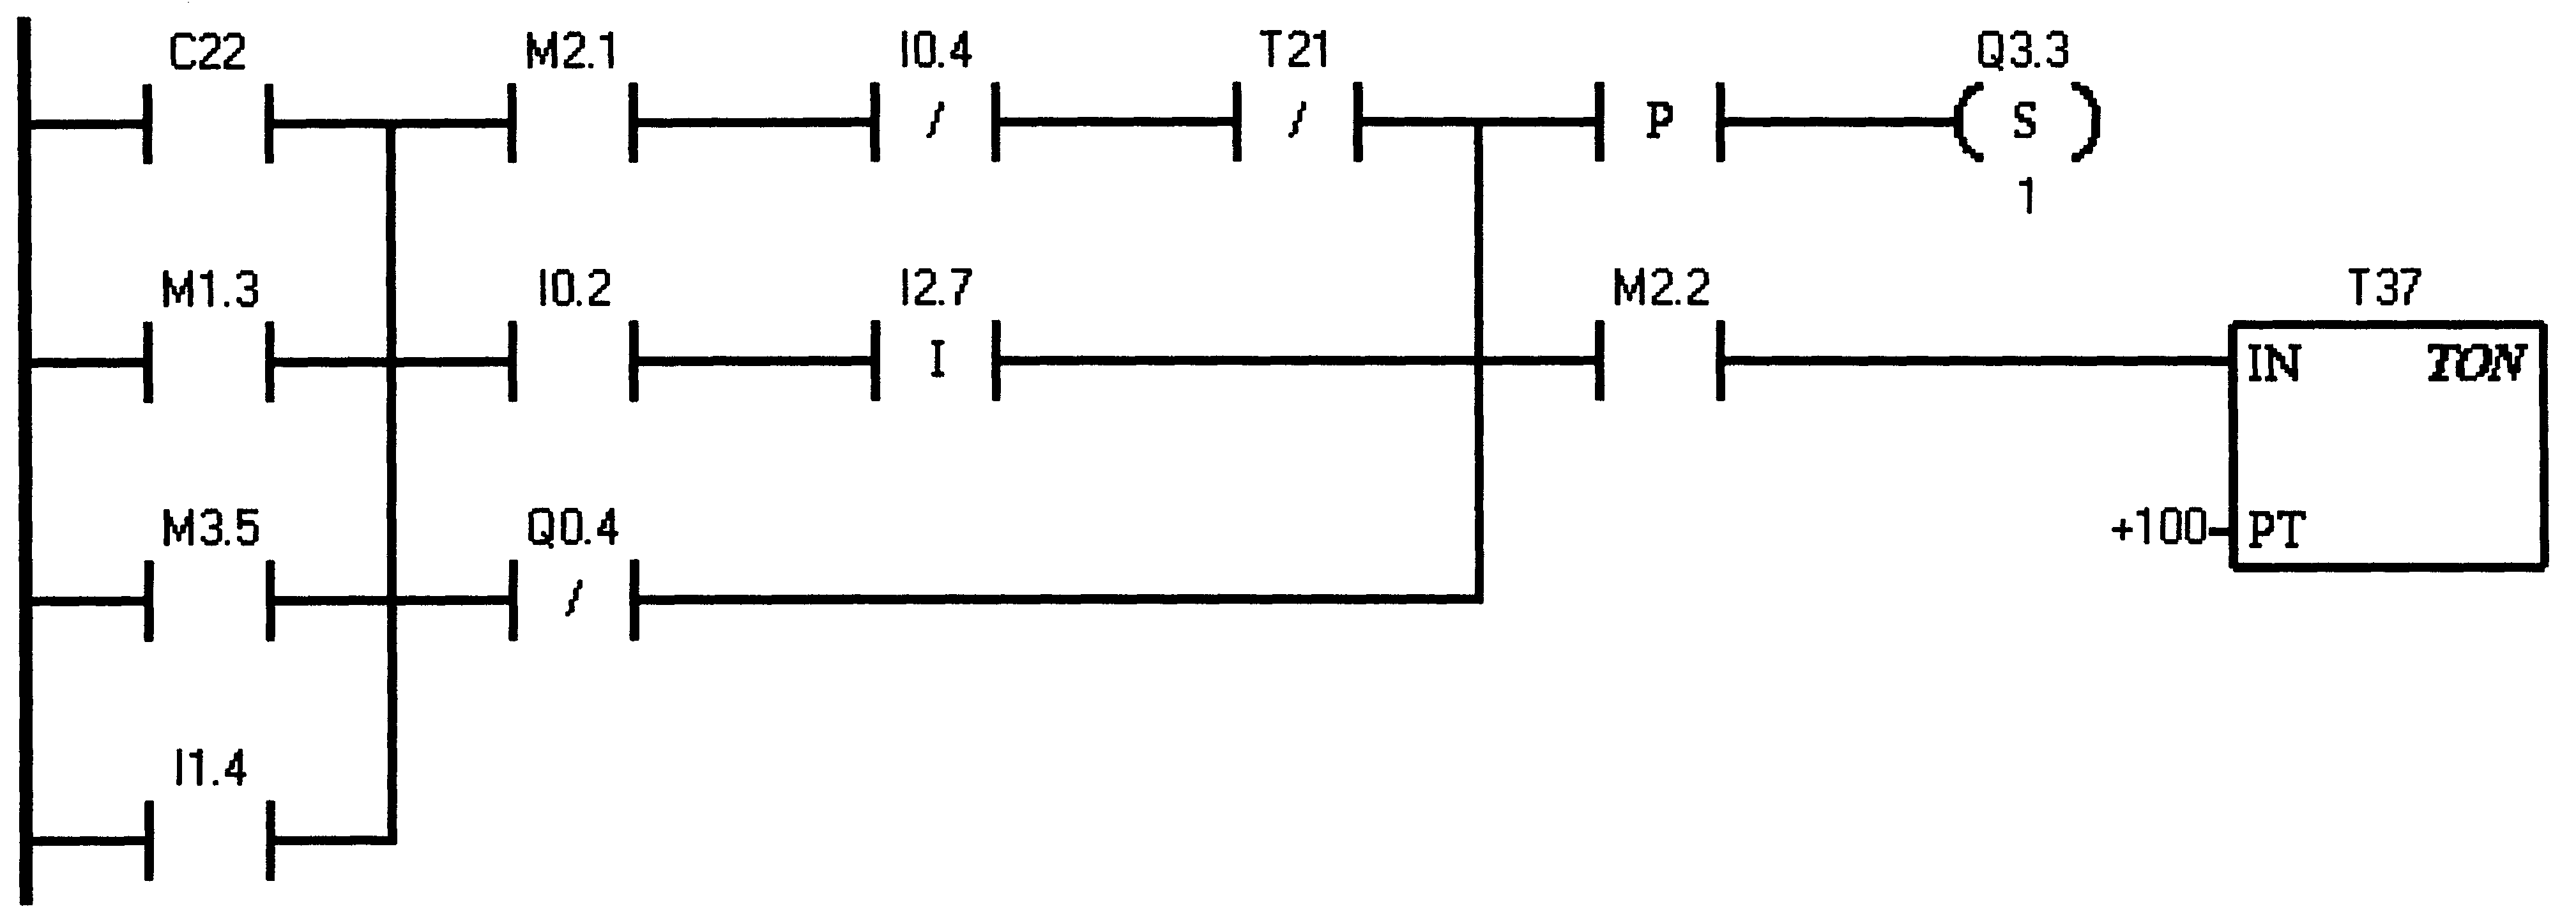 C22 M2.1 I0.4 T21 Q3.3
/ / P S
1
M1.3 I0.2 I2.7 M2.2 T37
I IN TON
M3.5 Q0.4 +100 PT
/
I1.4